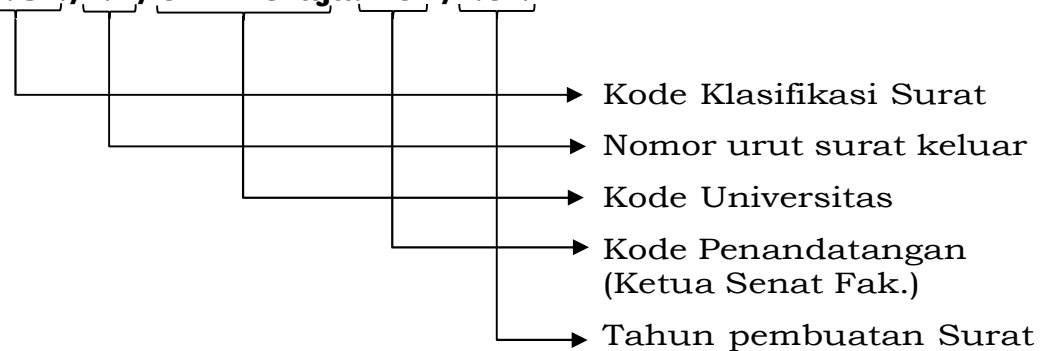 Kode Klasifikasi Surat
Nomor urut surat keluar
Kode Universitas
Kode Penandatangan
(Ketua Senat Fak.)
Tahun pembuatan Surat